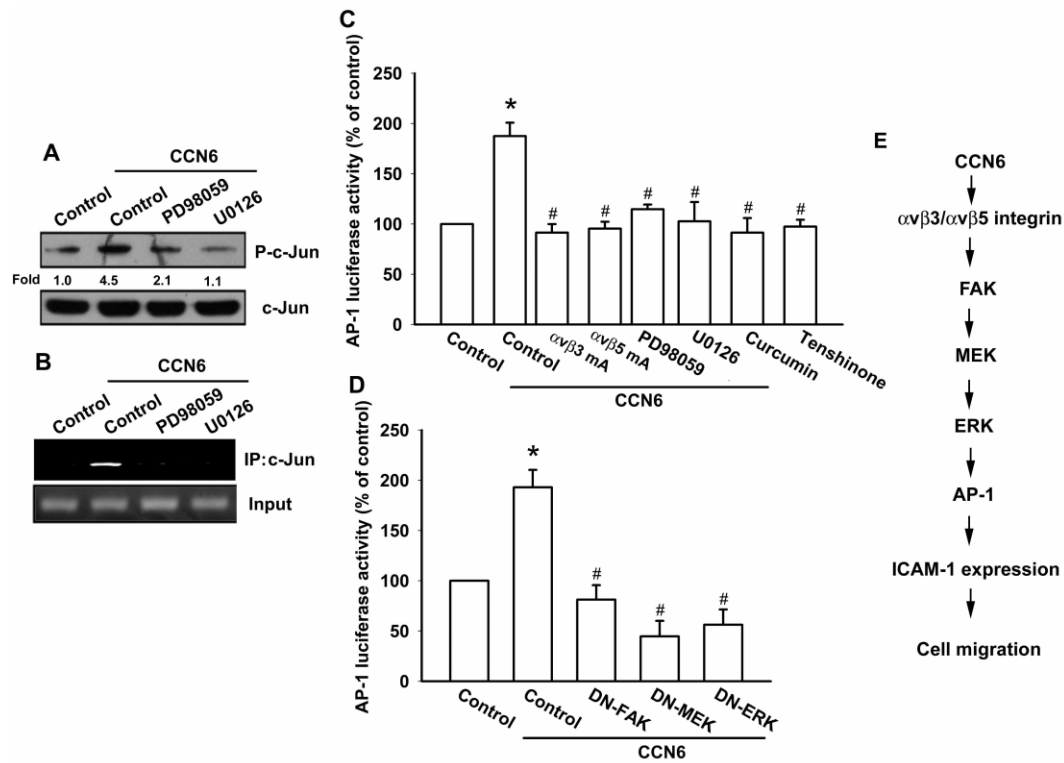 A
CCN6
Control
Control
PD98059
U0126
P-c-Jun
Fold 1.0 4.5 2.1 1.1
c-Jun
B
CCN6
Control
Control
PD98059
U0126
IP:c-Jun
Input
C
AP-1 luciferase activity (% of control)
250
200
150
100
50
0
*
#
#
#
#
#
#
Control
Control
αvβ3 mA
αvβ5 mA
PD98059
U0126
Curcumin
Tenshinone
CCN6
D
AP-1 luciferase activity (% of control)
250
200
150
100
50
0
*
#
#
#
Control
Control
DN-FAK
DN-MEK
DN-ERK
CCN6
E
CCN6
αvβ3/αvβ5 integrin
FAK
MEK
ERK
AP-1
ICAM-1 expression
Cell migration